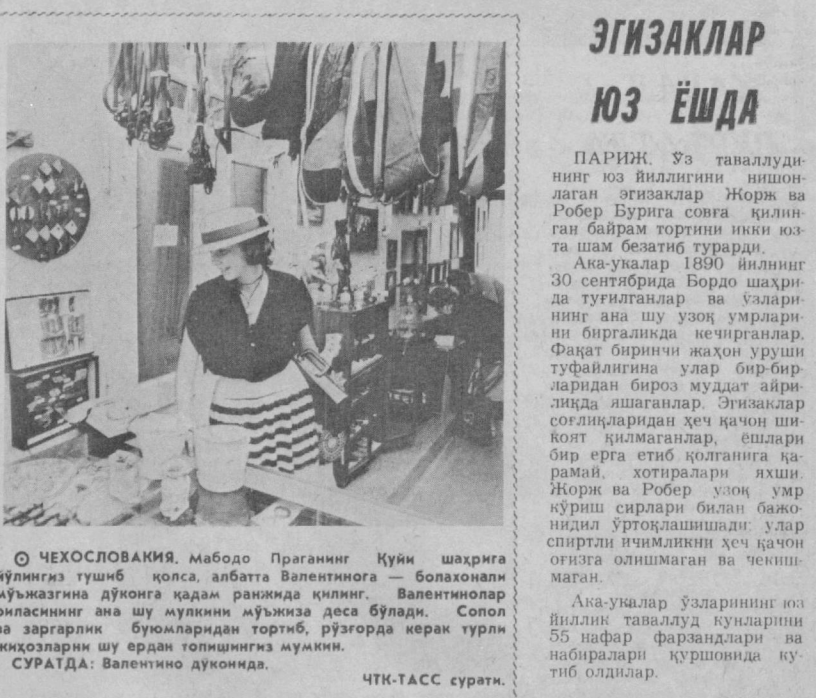 ⊙ ЧЕХОСЛОВАКИЯ. Мабодо Праганинг Қуйи шаҳрига
йўлингиз тушиб қолса, албатта Валентинога — болахонали
мўъжазгина дўконга қадам ранжида қилинг. Валентинолар
оиласининг ана шу мулкини мўъжиза деса бўлади. Сопол
ва заргарлик буюмларидан тортиб, рўзғорда керак турли
жиҳозларни шу ердан топишингиз мумкин.
СУРАТДА: Валентино дўконида.
ЧТК-ТАСС сурати.
ЭГИЗАКЛАР
ЮЗ ЁШДА
ПАРИЖ. Ўз таваллуди-
нинг юз йиллигини нишон-
лаган эгизаклар Жорж ва
Робер Бурига совға қилин-
ган байрам тортини икки юз-
та шам безатиб турарди.
Ака-укалар 1890 йилнинг
30 сентябрида Бордо шаҳри-
да туғилганлар ва ўзлари-
нинг ана шу узоқ умрлари-
ни биргаликда кечирганлар.
Фақат биринчи жаҳон уруши
туфайлигина улар бир-бир-
ларидан бироз муддат айри-
лиқда яшаганлар. Эгизаклар
соғлиқларидан ҳеч қачон ши-
коят қилмаганлар, ёшлари
бир ерга етиб қолганига қа-
рамай, хотиралари яхши.
Жорж ва Робер узоқ умр
кўриш сирлари билан бажо-
нидил ўртоқлашишади: улар
спиртли ичимликни ҳеч қачон
оғизга олишмаган ва чекиш-
маган.
Ака-укалар ўзларининг юз
йиллик таваллуд кунларини
55 нафар фарзандлари ва
набиралари қуршовида ку-
тиб олдилар.